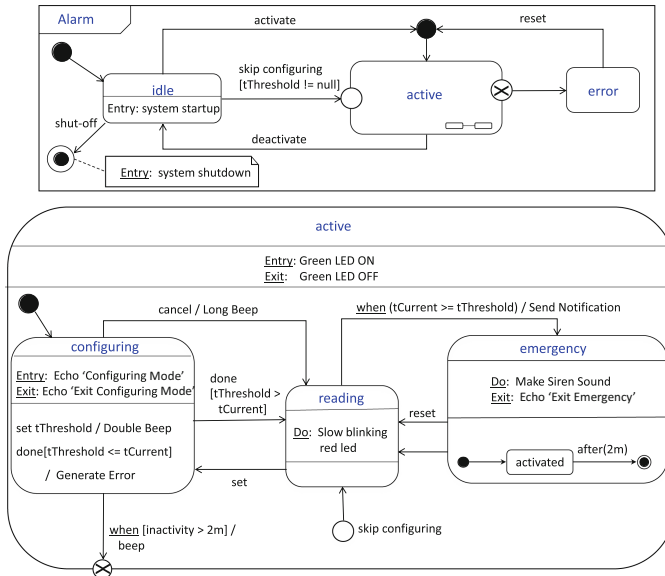 Alarm
activate
reset
idle
Entry: system startup
skip configuring
[tThreshold != null]
active
error
shut-off
deactivate
Entry: system shutdown
active
Entry: Green LED ON
Exit: Green LED OFF
cancel / Long Beep
when (tCurrent >= tThreshold) / Send Notification
configuring
Entry: Echo ‘Configuring Mode’
Exit: Echo ‘Exit Configuring Mode’
set tThreshold / Double Beep
done[tThreshold <= tCurrent]
/ Generate Error
done
[tThreshold >
tCurrent]
reading
Do: Slow blinking
red led
emergency
Do: Make Siren Sound
Exit: Echo ‘Exit Emergency’
reset
activated
after(2m)
set
skip configuring
when [inactivity > 2m] /
beep